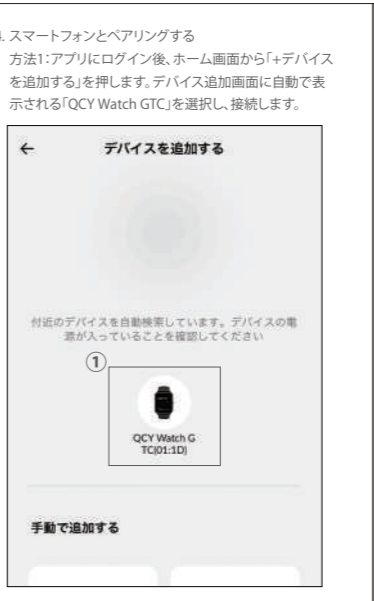 4. スマートフォンとペアリングする
方法1：アプリにログイン後、ホーム画面から「+デバイス
を追加する」を押します。デバイス追加画面に自動で表
示される「QCY Watch GTC」を選択し、接続します。
← デバイスを追加する
付近のデバイスを自動検索しています。デバイスの電
源が入っていることを確認してください
①
QCY Watch G
TC(01:1D)
手動で追加する